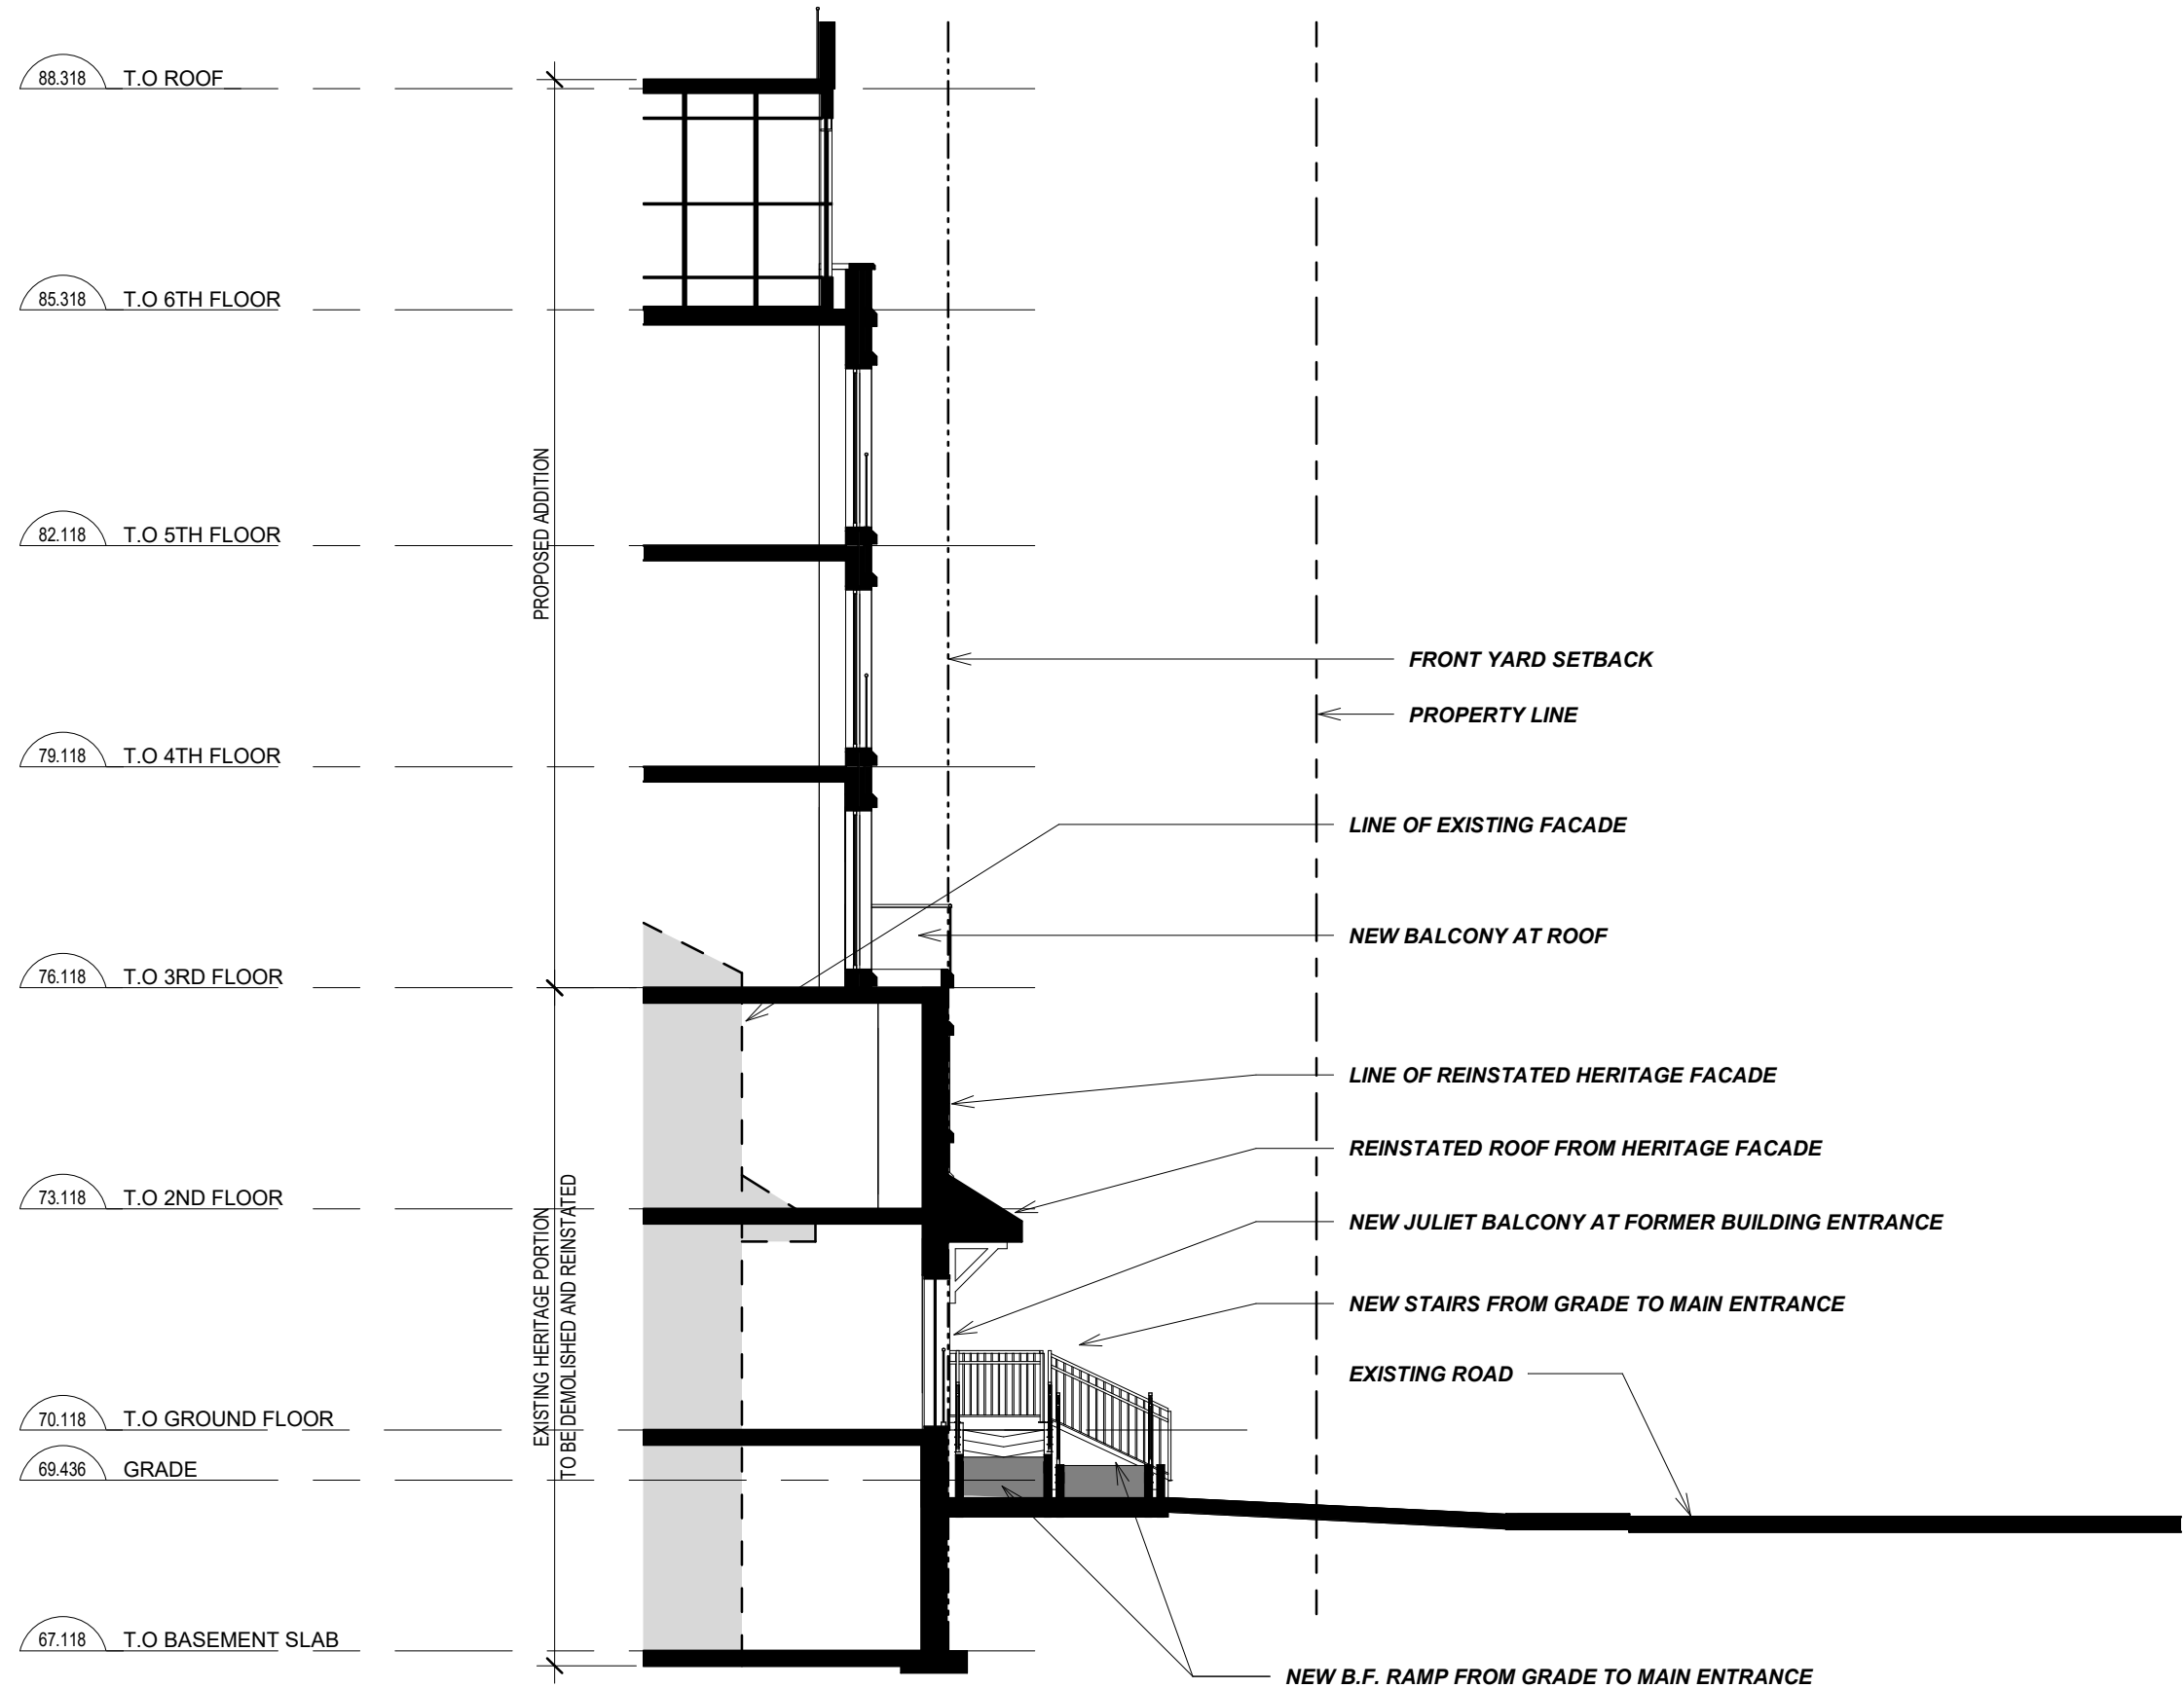 88.318 T.O ROOF
85.318 T.O 6TH FLOOR
82.118 T.O 5TH FLOOR
PROPOSED ADDITION
FRONT YARD SETBACK
PROPERTY LINE
79.118 T.O 4TH FLOOR
LINE OF EXISTING FACADE
NEW BALCONY AT ROOF
76.118 T.O 3RD FLOOR
LINE OF REINSTATED HERITAGE FACADE
REINSTATED ROOF FROM HERITAGE FACADE
73.118 T.O 2ND FLOOR
NEW JULIET BALCONY AT FORMER BUILDING ENTRANCE
EXISTING HERITAGE PORTION
TO BE DEMOLISHED AND REINSTATED
NEW STAIRS FROM GRADE TO MAIN ENTRANCE
EXISTING ROAD
70.118 T.O GROUND FLOOR
69.436 GRADE
67.118 T.O BASEMENT SLAB
NEW B.F. RAMP FROM GRADE TO MAIN ENTRANCE